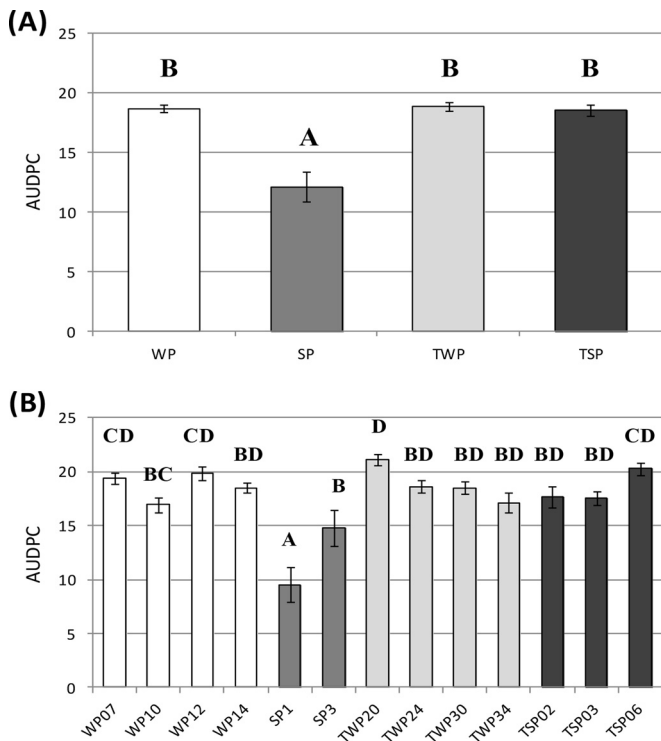 (A)
25
20
15
10
5
0
AUDPC
B
A
B
B
WP SP TWP TSP
(B)
25
20
15
10
5
0
AUDPC
CD
BC
CD
BD
A
B
D
BD
BD
BD
BD
BD
CD
WP07 WP10 WP12 WP14 SP1 SP3 TWP20 TWP24 TWP30 TWP34 TSP02 TSP03 TSP06